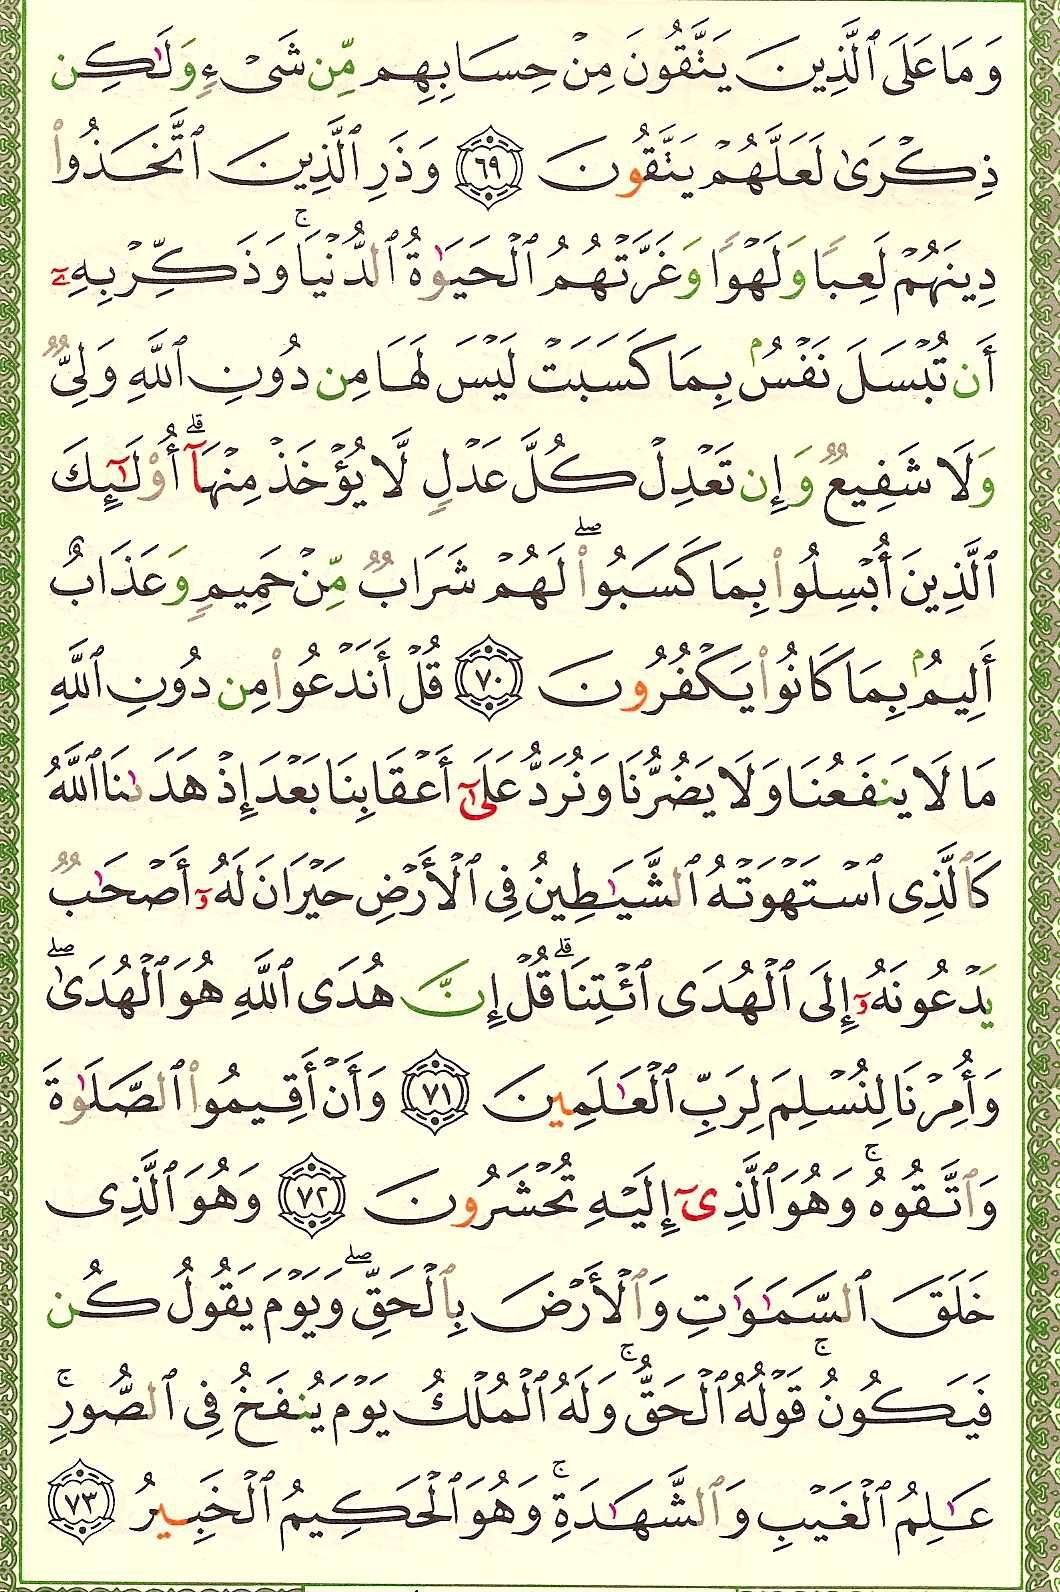 وَمَا عَلَى ٱلَّذِينَ يَتَّقُونَ مِنْ حِسَابِهِم مِّن شَىْءٍ وَلَٰكِن
ذِكْرَىٰ لَعَلَّهُمْ يَتَّقُونَ ٦٩ وَذَرِ ٱلَّذِينَ ٱتَّخَذُوا۟
دِينَهُمْ لَعِبًا وَلَهْوًا وَغَرَّتْهُمُ ٱلْحَيَوٰةُ ٱلدُّنْيَا ۚ وَذَكِّرْ بِهِۦٓ
أَن تُبْسَلَ نَفْسٌۢ بِمَا كَسَبَتْ لَيْسَ لَهَا مِن دُونِ ٱللَّهِ وَلِىٌّ
وَلَا شَفِيعٌ وَإِن تَعْدِلْ كُلَّ عَدْلٍ لَّا يُؤْخَذْ مِنْهَآ ۗ أُو۟لَٰٓئِكَ
ٱلَّذِينَ أُبْسِلُوا۟ بِمَا كَسَبُوا۟ ۖ لَهُمْ شَرَابٌ مِّنْ حَمِيمٍ وَعَذَابٌ
أَلِيمٌۢ بِمَا كَانُوا۟ يَكْفُرُونَ ٧٠ قُلْ أَنَدْعُوا۟ مِن دُونِ ٱللَّهِ
مَا لَا يَنفَعُنَا وَلَا يَضُرُّنَا وَنُرَدُّ عَلَىٰٓ أَعْقَابِنَا بَعْدَ إِذْ هَدَىٰنَا ٱللَّهُ
كَٱلَّذِى ٱسْتَهْوَتْهُ ٱلشَّيَٰطِينُ فِى ٱلْأَرْضِ حَيْرَانَ لَهُۥٓ أَصْحَٰبٌ
يَدْعُونَهُۥٓ إِلَى ٱلْهُدَى ٱئْتِنَا ۗ قُلْ إِنَّ هُدَى ٱللَّهِ هُوَ ٱلْهُدَىٰ ۖ
وَأُمِرْنَا لِنُسْلِمَ لِرَبِّ ٱلْعَٰلَمِينَ ٧١ وَأَنْ أَقِيمُوا۟ ٱلصَّلَوٰةَ
وَٱتَّقُوهُ ۚ وَهُوَ ٱلَّذِىٓ إِلَيْهِ تُحْشَرُونَ ٧٢ وَهُوَ ٱلَّذِى
خَلَقَ ٱلسَّمَٰوَٰتِ وَٱلْأَرْضَ بِٱلْحَقِّ ۖ وَيَوْمَ يَقُولُ كُن
فَيَكُونُ ۚ قَوْلُهُ ٱلْحَقُّ ۚ وَلَهُ ٱلْمُلْكُ يَوْمَ يُنفَخُ فِى ٱلصُّورِ ۚ
عَٰلِمُ ٱلْغَيْبِ وَٱلشَّهَٰدَةِ ۚ وَهُوَ ٱلْحَكِيمُ ٱلْخَبِيرُ ٧٣